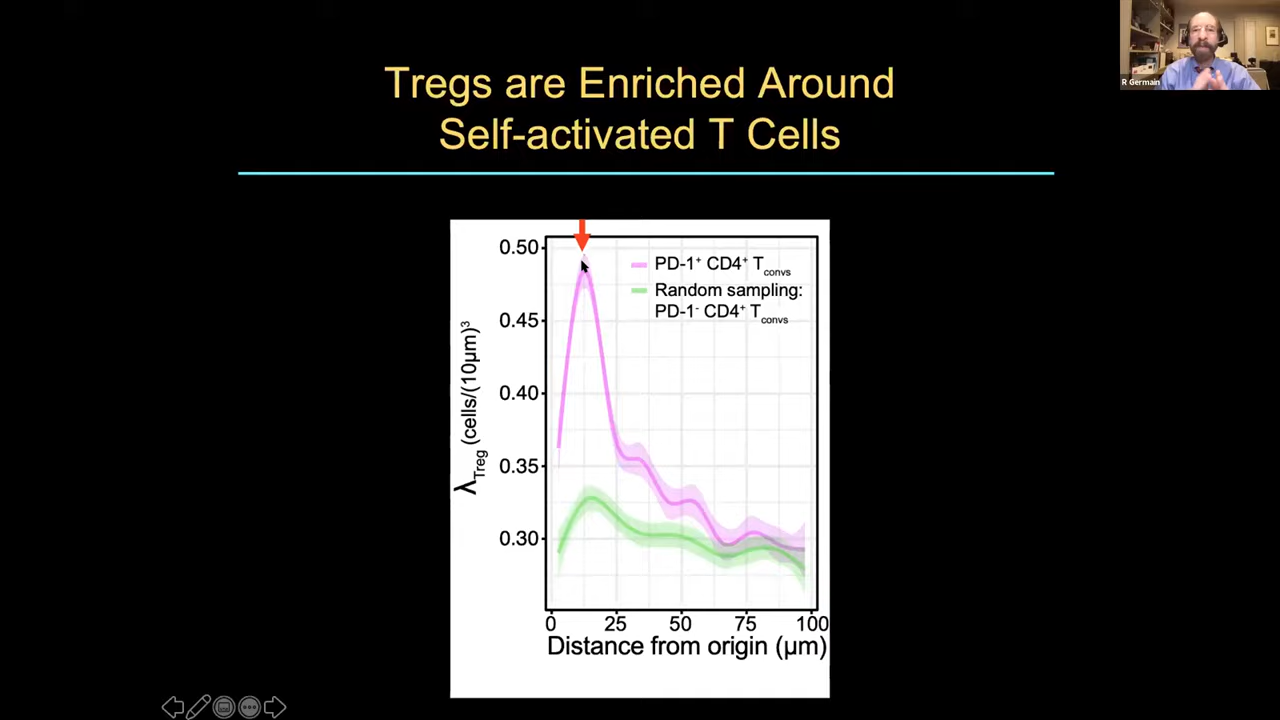 R Germain
Tregs are Enriched Around
Self-activated T Cells
PD-1⁺ CD4⁺ T convs
Random sampling:
PD-1⁻ CD4⁺ T convs
λTreg (cells/(10µm)³
0.50
0.45
0.40
0.35
0.30
0 25 50 75 100
Distance from origin (µm)